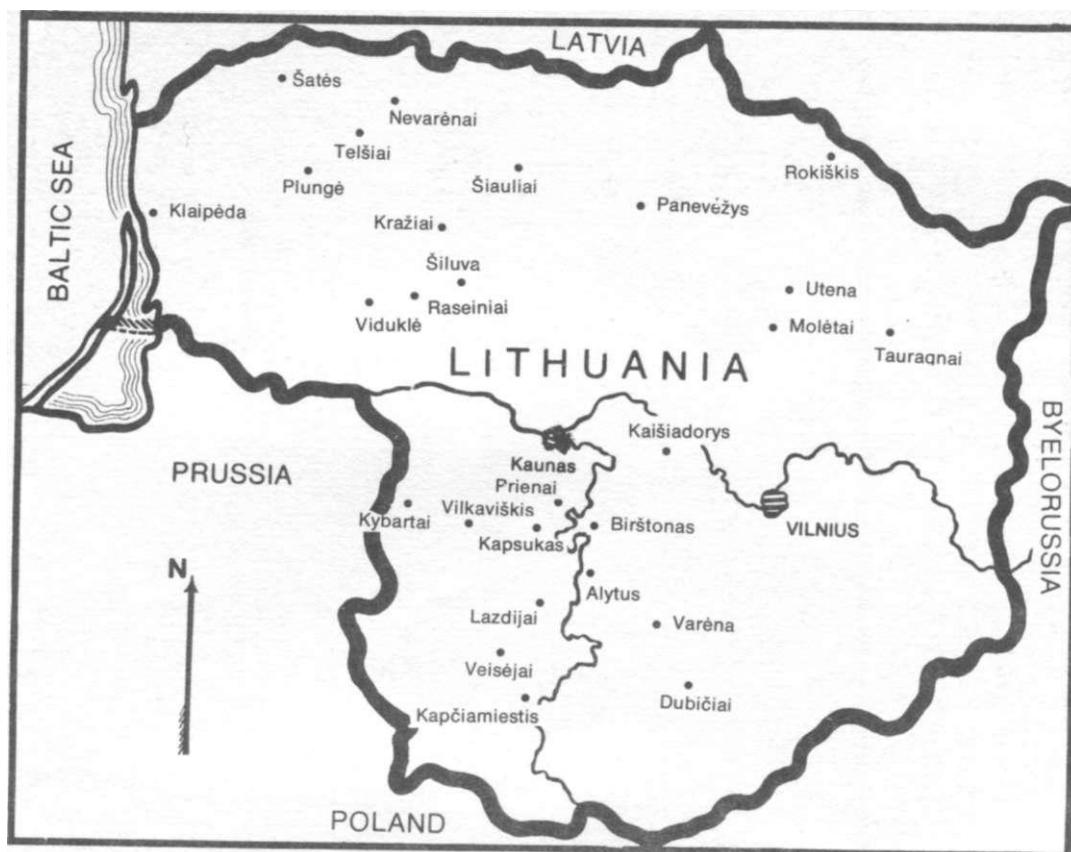 LATVIA
Šatės
Nevarėnai
Telšiai
Plungė
Šiauliai
Rokiškis
Panevėžys
Klaipėda
Kražiai
BALTIC SEA
Šiluva
Raseiniai
Viduklė
Utena
Molėtai
Tauragnai
LITHUANIA
Kaišiadorys
BYELORUSSIA
Kaunas
PRUSSIA
Prienai
Vilkaviškis
Kybartai
Birštonas
VILNIUS
Kapsukas
N
Alytus
Lazdijai
Varėna
Veisėjai
Dubičiai
Kapčiamiestis
POLAND